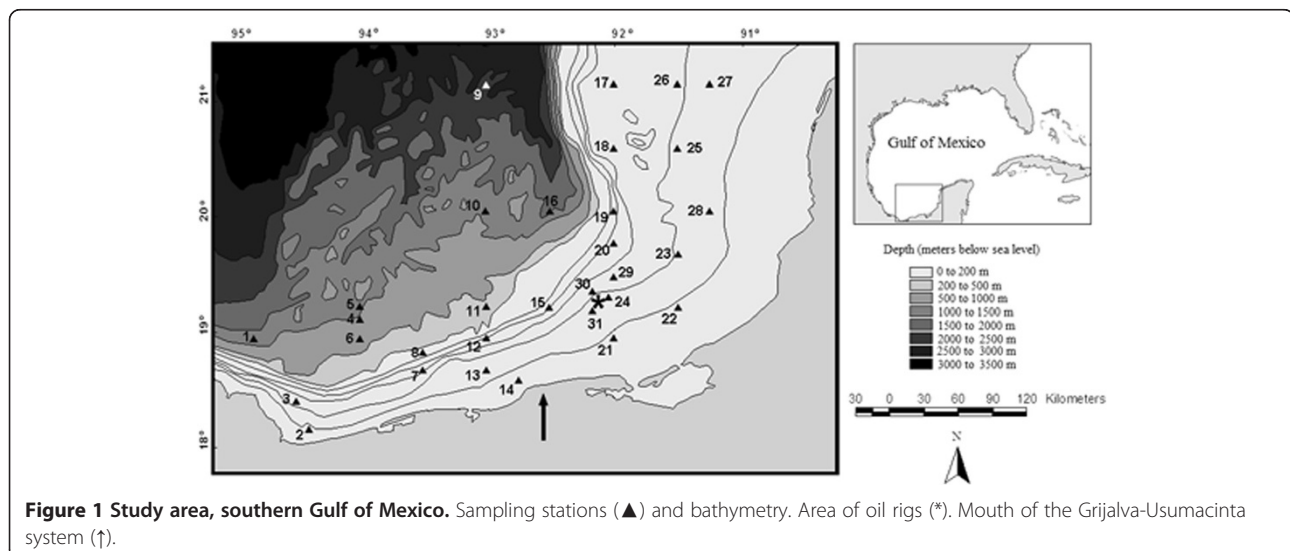 95° 94° 93° 92° 91°
21°
20°
19°
18°
9
17
26
27
18
25
10
16
19
28
20
23
29
30
24
31
5
4
6
1
11
15
22
8
12
21
7
13
14
3
2
*
Gulf of Mexico
Depth (meters below sea level)
0 to 200 m
200 to 500 m
500 to 1000 m
1000 to 1500 m
1500 to 2000 m
2000 to 2500 m
2500 to 3000 m
3000 to 3500 m
30 0 30 60 90 120 Kilometers
N
Figure 1 Study area, southern Gulf of Mexico. Sampling stations (▲) and bathymetry. Area of oil rigs (*). Mouth of the Grijalva-Usumacinta
system (↑).